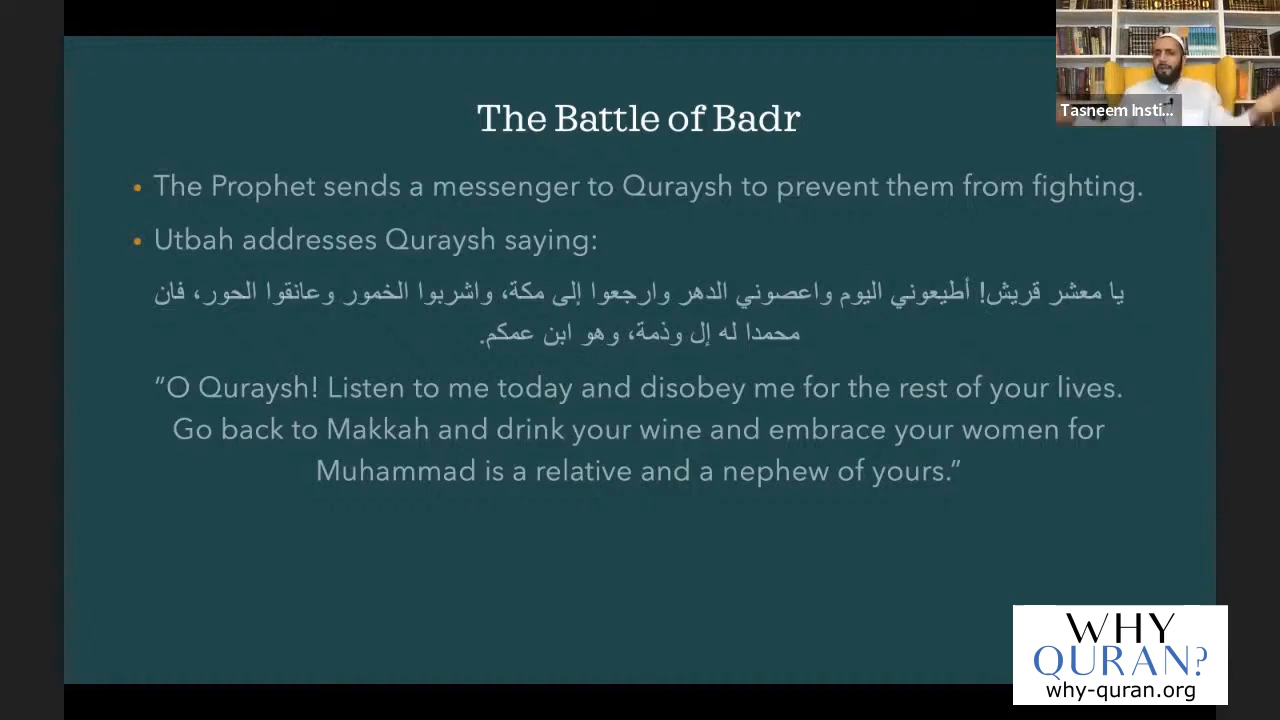 The Battle of Badr
Tasneem Insti...
• The Prophet sends a messenger to Quraysh to prevent them from fighting.
• Utbah addresses Quraysh saying:
يا معشر قريش! أطيعوني اليوم واعصوني الدهر وارجعوا إلى مكة، واشربوا الخمور وعانقوا الحور، فان
محمدا له إل وذمة، وهو ابن عمكم.
“O Quraysh! Listen to me today and disobey me for the rest of your lives.
Go back to Makkah and drink your wine and embrace your women for
Muhammad is a relative and a nephew of yours.”
WHY
QURAN?
why-quran.org